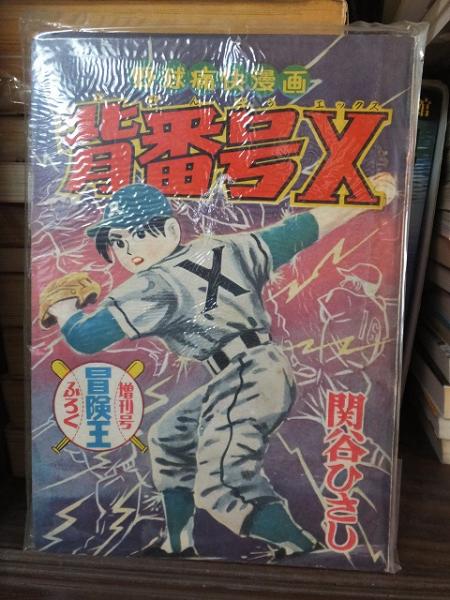 野球痛快漫画
背番号X
エックス
冒険王
増刊号
ふろく
関谷ひさし
X
館